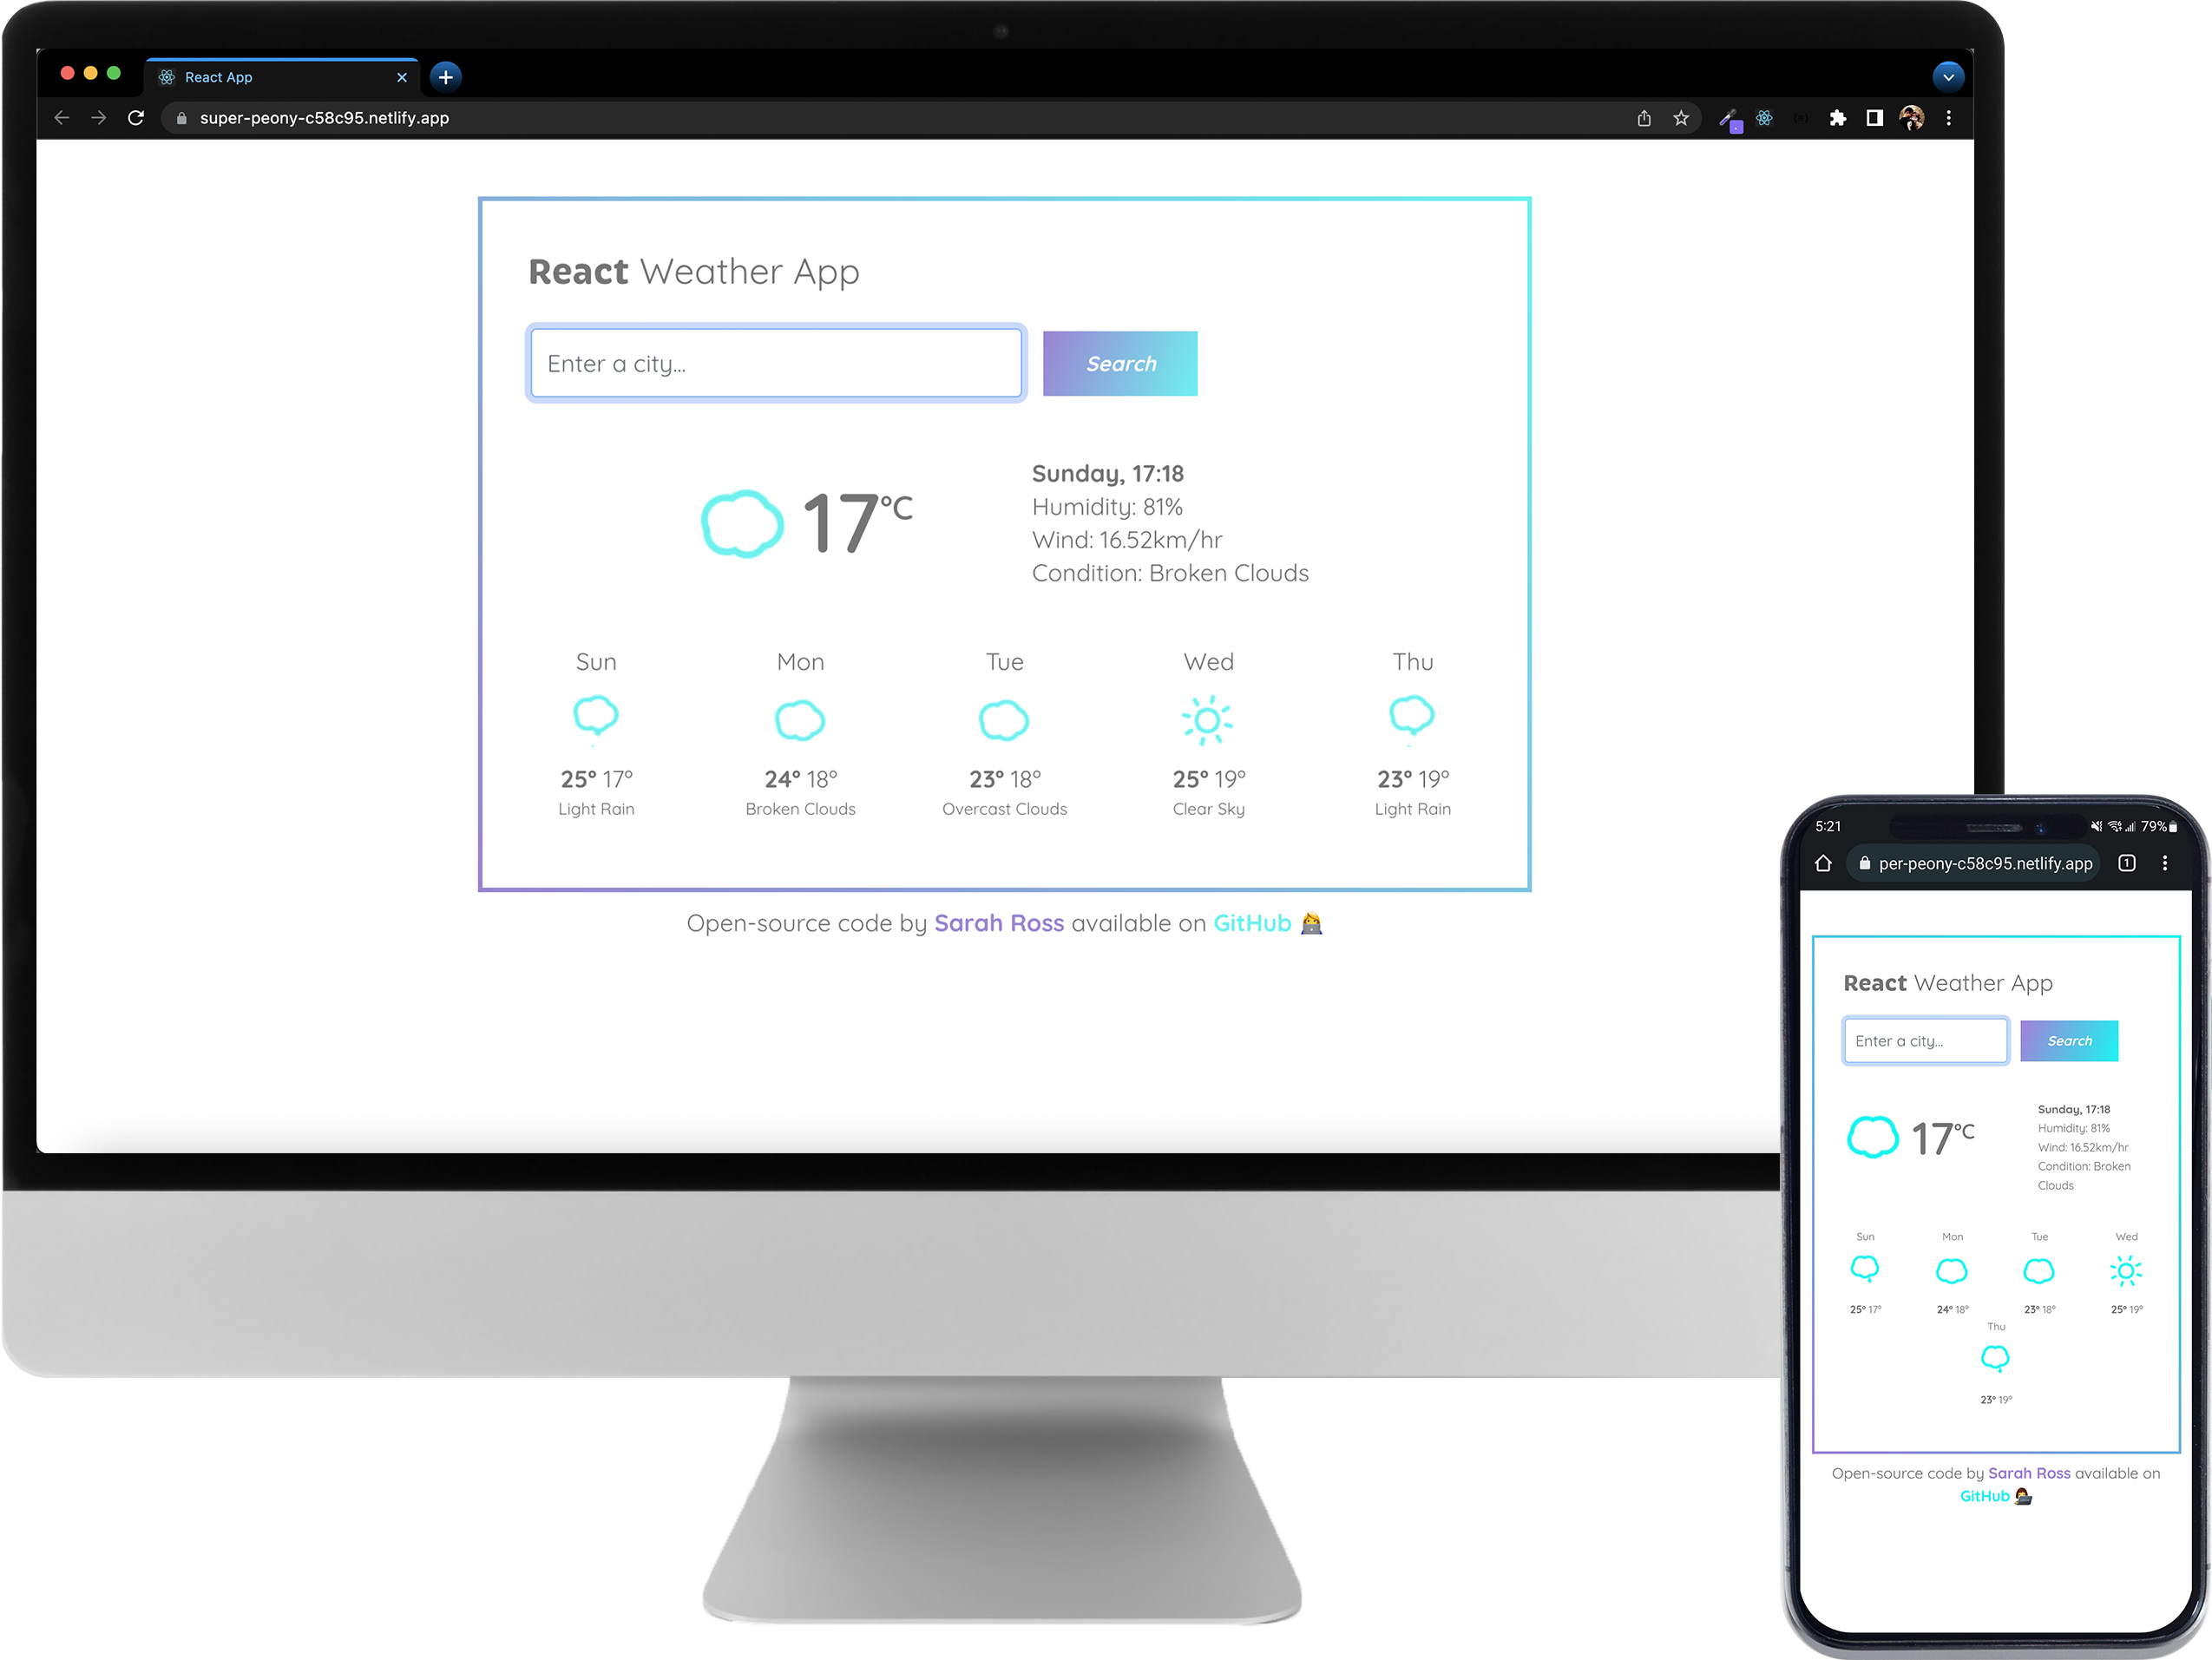 React App
super-peony-c58c95.netlify.app
React Weather App
Enter a city...
Search
17°C
Sunday, 17:18
Humidity: 81%
Wind: 16.52km/hr
Condition: Broken Clouds
Sun Mon Tue Wed Thu
25° 17° 24° 18° 23° 18° 25° 19° 23° 19°
Light Rain Broken Clouds Overcast Clouds Clear Sky Light Rain
Open-source code by Sarah Ross available on GitHub
5:21 79%
per-peony-c58c95.netlify.app 1
React Weather App
Enter a city...
Search
17°C
Sunday, 17:18
Humidity: 81%
Wind: 16.52km/hr
Condition: Broken
Clouds
Sun Mon Tue Wed
25° 17° 24° 18° 23° 18° 25° 19°
Thu
23° 19°
Open-source code by Sarah Ross available on
GitHub